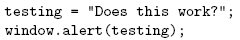 testing = "Does this work?";
window.alert(testing);